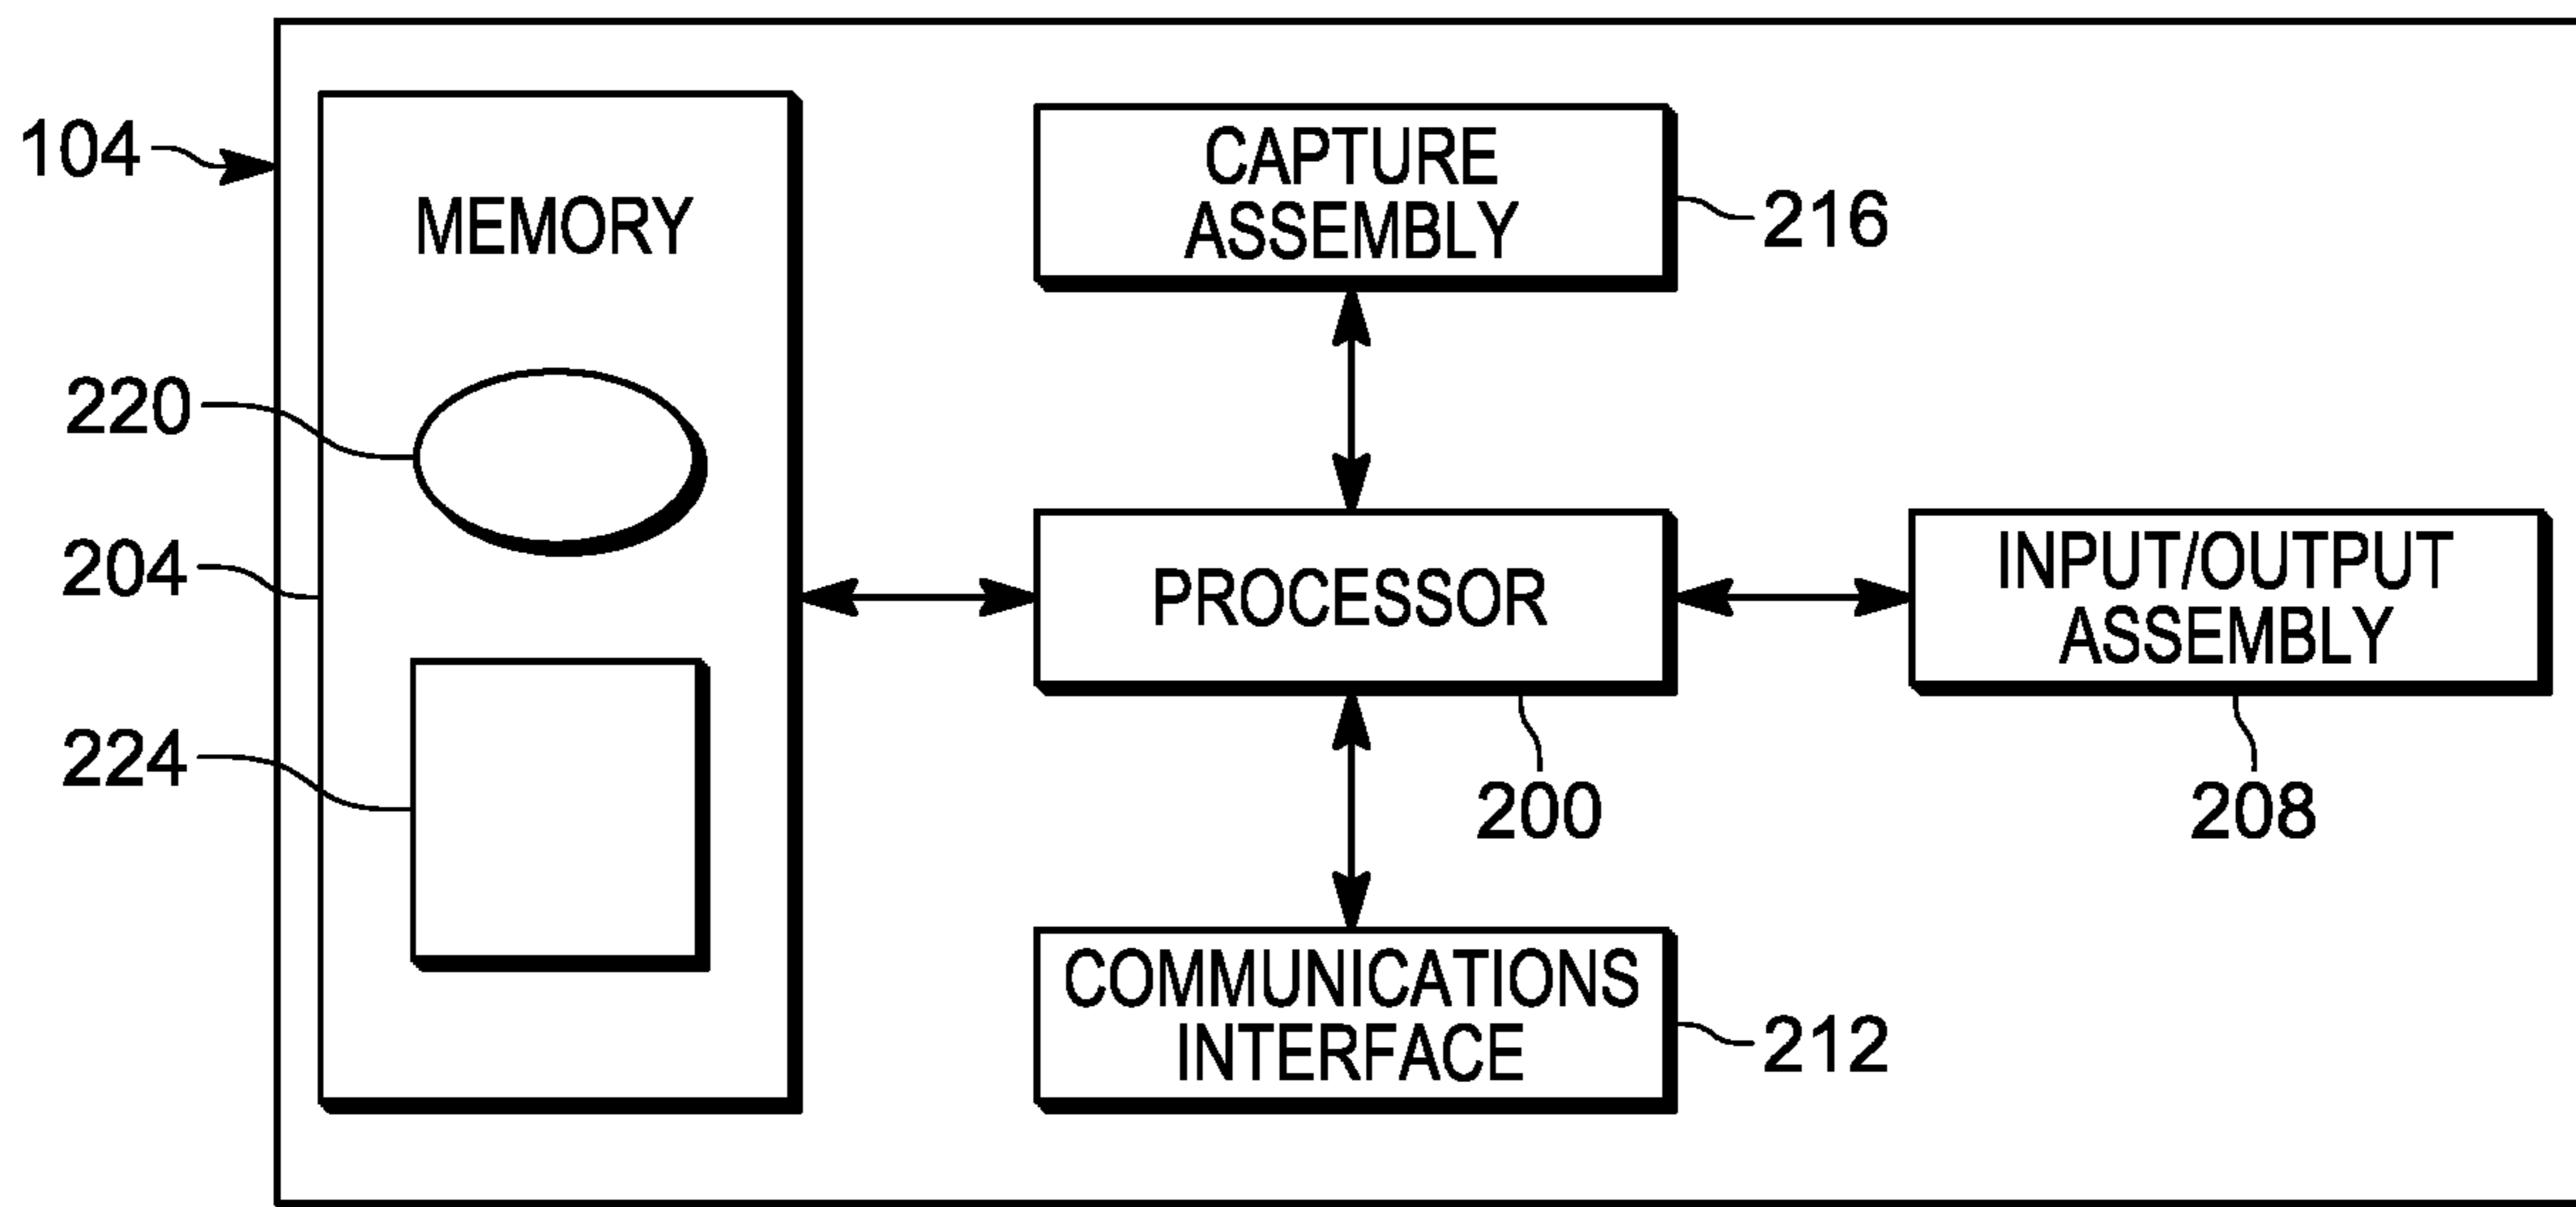 104
MEMORY
CAPTURE
ASSEMBLY
216
220
204
PROCESSOR
INPUT/OUTPUT
ASSEMBLY
224
200
208
COMMUNICATIONS
INTERFACE
212